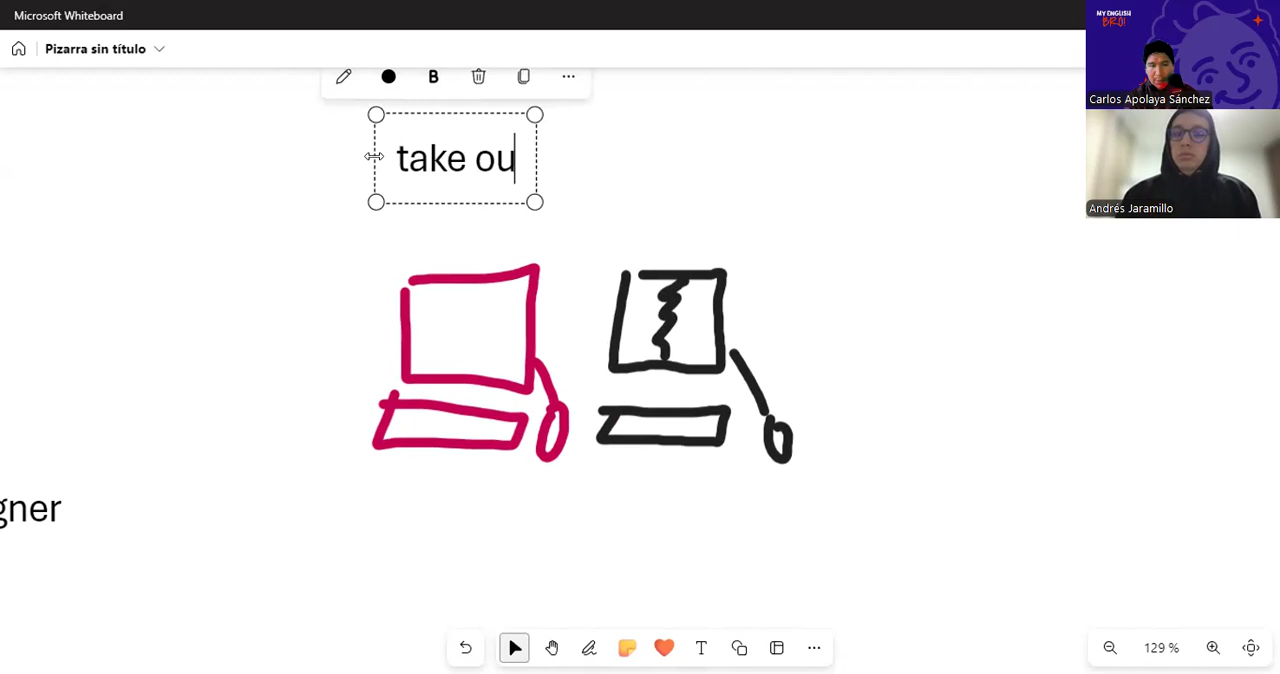 Microsoft Whiteboard
Pizarra sin título
B
take ou
gner
T
129 %
MY ENGLISH
BRO!
Carlos Apolaya Sánchez
Andrés Jaramillo